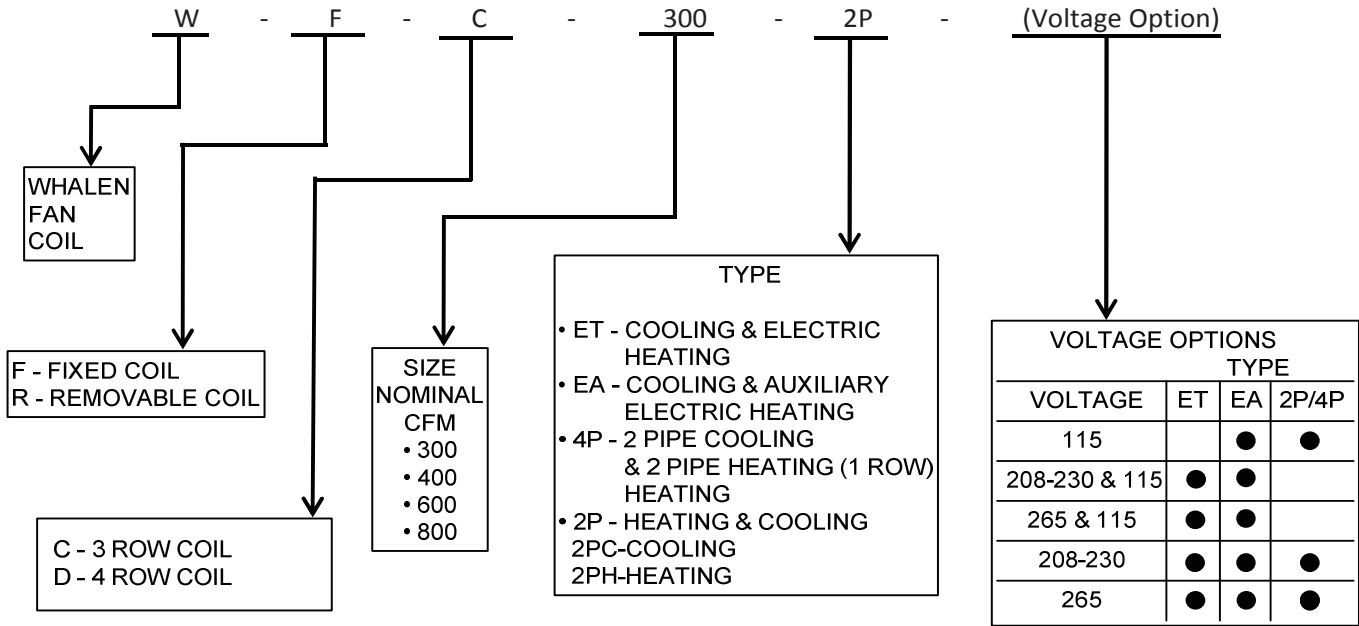 W - F - C - 300 - 2P - (Voltage Option)
WHALEN
FAN
COIL
F - FIXED COIL
R - REMOVABLE COIL
C - 3 ROW COIL
D - 4 ROW COIL
SIZE
NOMINAL
CFM
• 300
• 400
• 600
• 800
TYPE
• ET - COOLING & ELECTRIC
HEATING
• EA - COOLING & AUXILIARY
ELECTRIC HEATING
• 4P - 2 PIPE COOLING
& 2 PIPE HEATING (1 ROW)
HEATING
• 2P - HEATING & COOLING
2PC-COOLING
2PH-HEATING
VOLTAGE OPTIONS
TYPE
VOLTAGE ET EA 2P/4P
115 ● ●
208-230 & 115 ● ●
265 & 115 ● ●
208-230 ● ● ●
265 ● ● ●